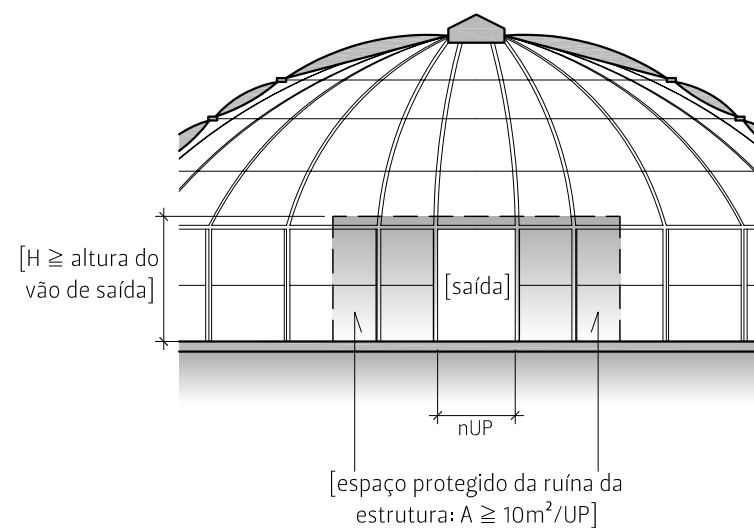 [H ≧ altura do
vão de saída]
[saída]
nUP
[espaço protegido da ruína da
estrutura: A ≧ 10m²/UP]